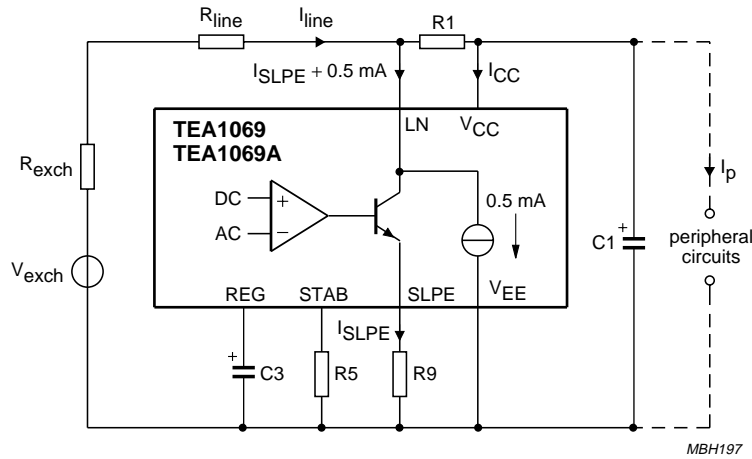 Rline
Iline
R1
ISLPE + 0.5 mA
ICC
LN
VCC
TEA1069
TEA1069A
Rexch
Ip
DC
+
0.5 mA
AC
−
+
C1
peripheral
circuits
Vexch
REG
STAB
SLPE
VEE
ISLPE
+
C3
R5
R9
MBH197